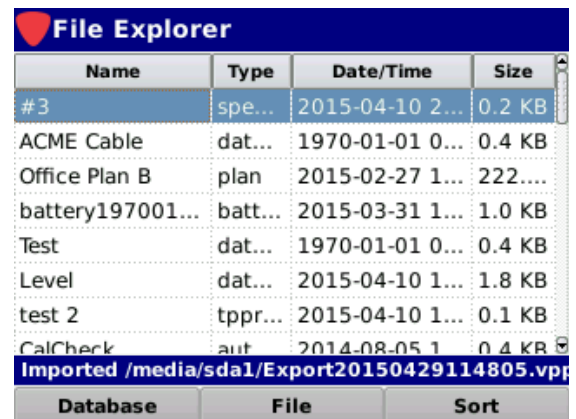 File Explorer
Name Type Date/Time Size
#3 spe... 2015-04-10 2... 0.2 KB
ACME Cable dat... 1970-01-01 0... 0.4 KB
Office Plan B plan 2015-02-27 1... 222....
battery197001... batt... 2015-03-31 1... 1.0 KB
Test dat... 1970-01-01 0... 0.4 KB
Level dat... 2015-04-10 1... 1.8 KB
test 2 tppr... 2015-04-10 1... 0.1 KB
CalCheck aut 2014-08-05 1 0.4 KB
Imported /media/sda1/Export20150429114805.vpp
Database File Sort